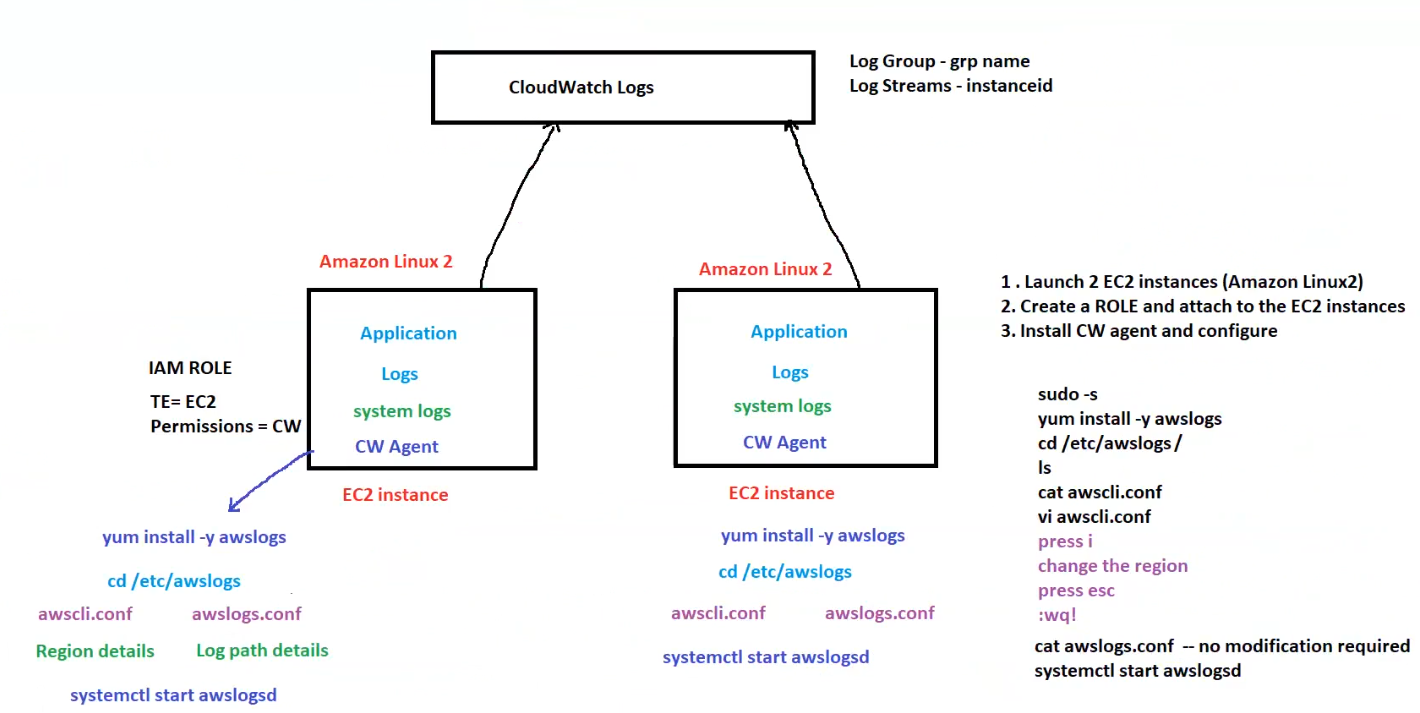 CloudWatch Logs
Log Group - grp name
Log Streams - instanceid
Amazon Linux 2
Application
Logs
system logs
CW Agent
EC2 instance
IAM ROLE
TE= EC2
Permissions = CW
yum install -y awslogs
cd /etc/awslogs
awscli.conf awslogs.conf
Region details Log path details
systemctl start awslogsd
Amazon Linux 2
Application
Logs
system logs
CW Agent
EC2 instance
yum install -y awslogs
cd /etc/awslogs
awscli.conf awslogs.conf
systemctl start awslogsd
1 . Launch 2 EC2 instances (Amazon Linux2)
2. Create a ROLE and attach to the EC2 instances
3. Install CW agent and configure
sudo -s
yum install -y awslogs
cd /etc/awslogs/
ls
cat awscli.conf
vi awscli.conf
press i
change the region
press esc
:wq!
cat awslogs.conf -- no modification required
systemctl start awslogsd